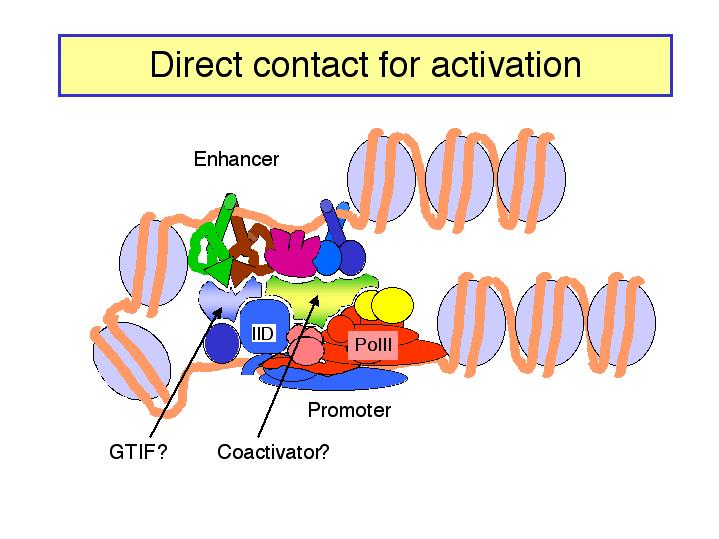 Direct contact for activation
Enhancer
IID
PolII
Promoter
GTIF?
Coactivator?